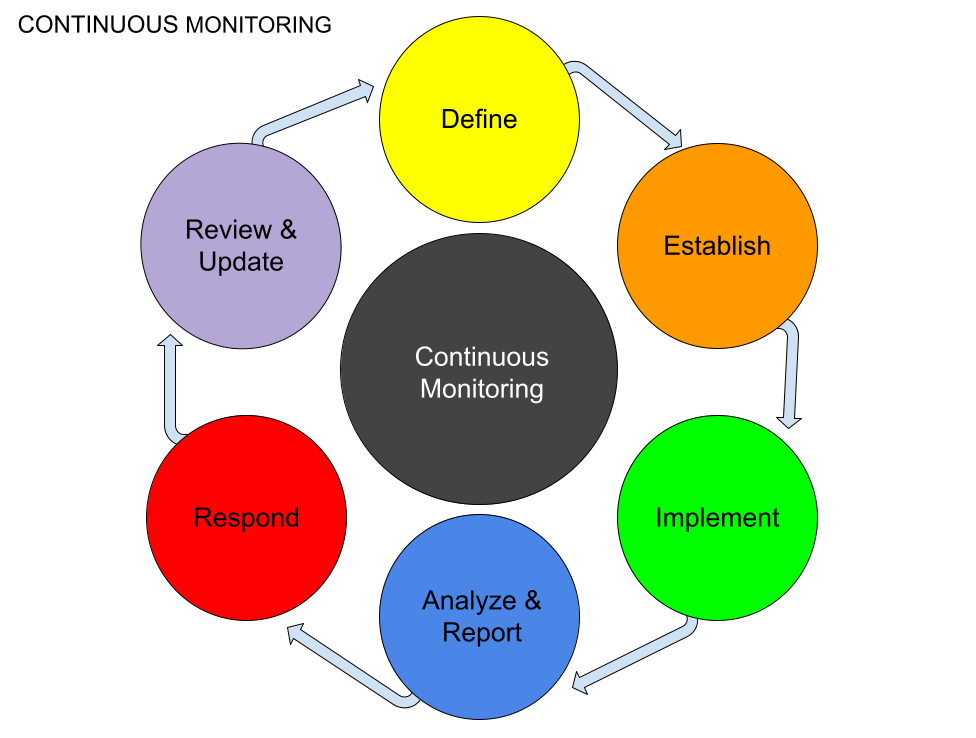 CONTINUOUS MONITORING
Define
Establish
Implement
Analyze &
Report
Respond
Review &
Update
Continuous
Monitoring